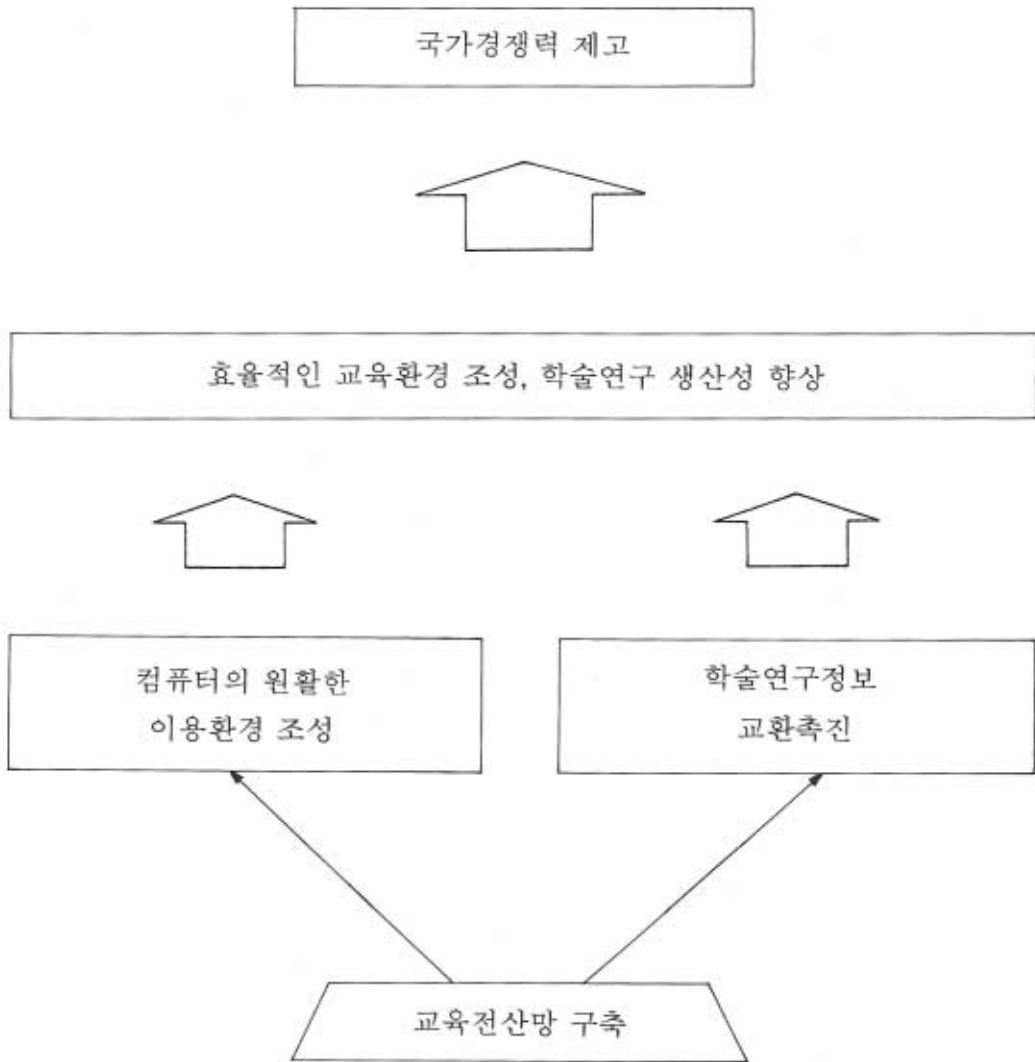 국가경쟁력 제고
효율적인 교육환경 조성, 학술연구 생산성 향상
컴퓨터의 원활한
이용환경 조성
학술연구정보
교환촉진
교육전산망 구축